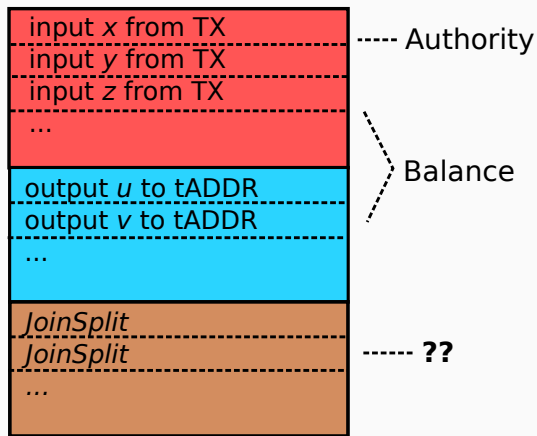 input x from TX
input y from TX
input z from TX
...
output u to tADDR
output v to tADDR
...
JoinSplit
JoinSplit
...
Authority
Balance
??